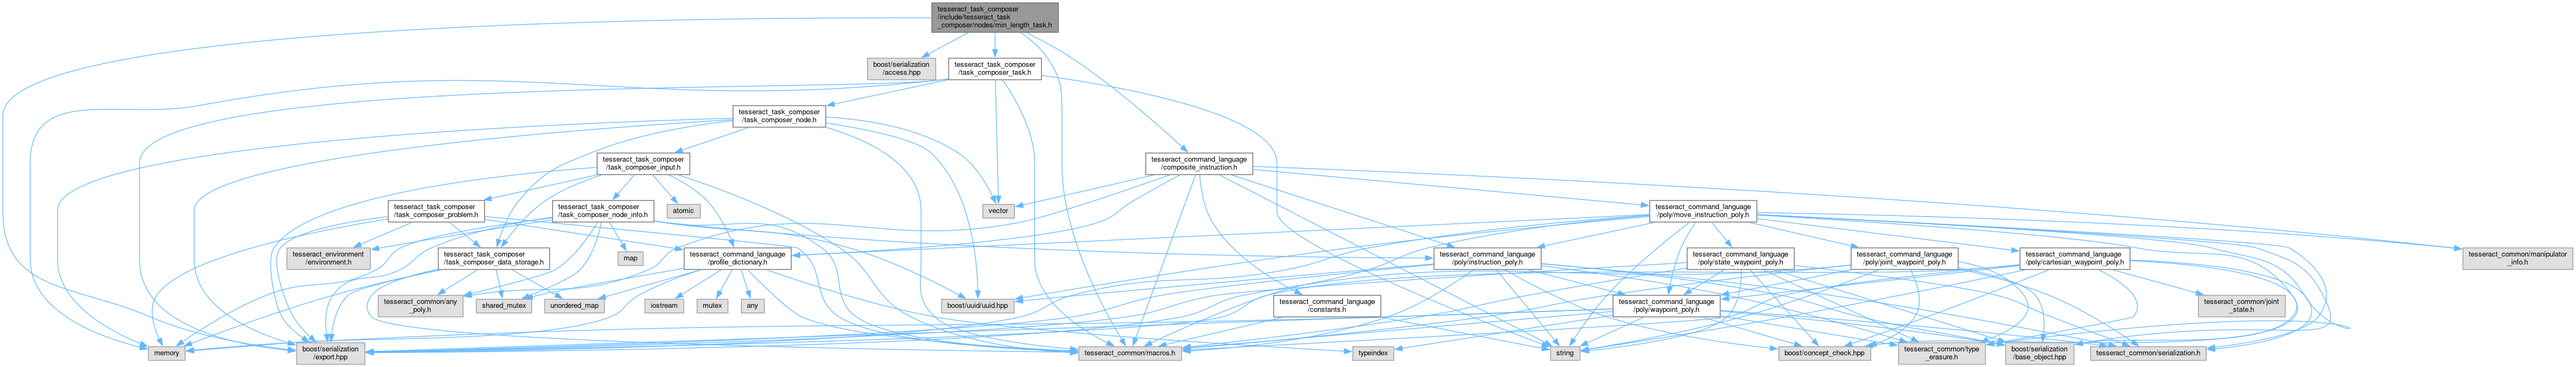 tesseract_task_composer
/include/tesseract_task
_composer/nodes/min_length_task.h
boost/serialization
/access.hpp
tesseract_task_composer
/task_composer_task.h
tesseract_task_composer
/task_composer_node.h
tesseract_task_composer
/task_composer_input.h
tesseract_command_language
/composite_instruction.h
tesseract_task_composer
/task_composer_problem.h
tesseract_task_composer
/task_composer_node_info.h
atomic
vector
tesseract_command_language
/poly/move_instruction_poly.h
tesseract_environment
/environment.h
tesseract_task_composer
/task_composer_data_storage.h
map
tesseract_command_language
/profile_dictionary.h
tesseract_command_language
/poly/instruction_poly.h
tesseract_command_language
/poly/state_waypoint_poly.h
tesseract_command_language
/poly/joint_waypoint_poly.h
tesseract_command_language
/poly/cartesian_waypoint_poly.h
tesseract_common/manipulator
_info.h
tesseract_common/any
_poly.h
shared_mutex
unordered_map
iostream
mutex
any
boost/uuid/uuid.hpp
tesseract_command_language
/constants.h
tesseract_command_language
/poly/waypoint_poly.h
tesseract_common/joint
_state.h
memory
boost/serialization
/export.hpp
tesseract_common/macros.h
typeindex
string
boost/concept_check.hpp
tesseract_common/type
_erasure.h
boost/serialization
/base_object.hpp
tesseract_common/serialization.h